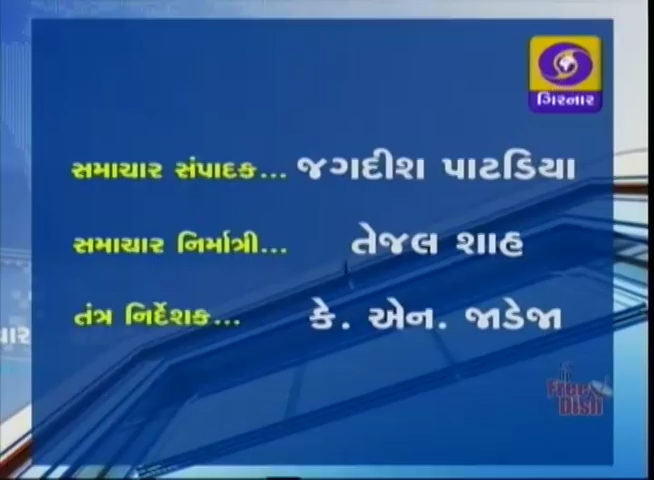 ગિરનાર
સમાચાર સંપાદક... જગદીશ પાટડિયા
સમાચાર નિર્માત્રી... તેજલ શાહ
તંત્ર નિર્દેશક... કે. એન. જાડેજા
Free
Dish